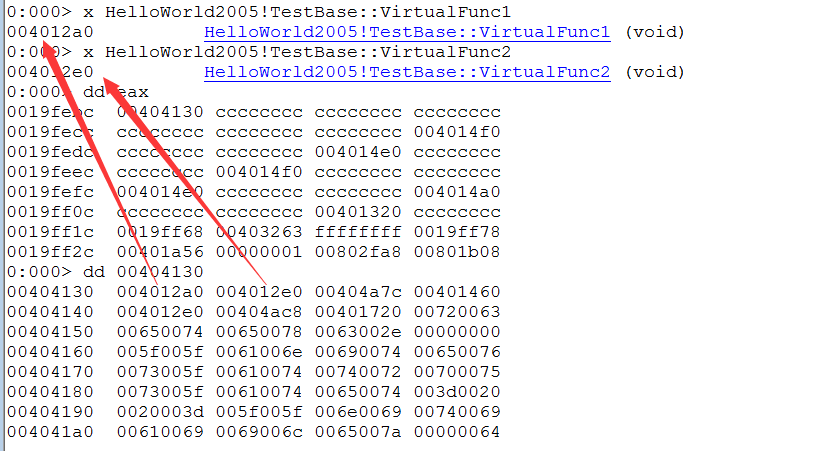 0:000> x HelloWorld2005!TestBase::VirtualFunc1
004012a0 HelloWorld2005!TestBase::VirtualFunc1 (void)
0:000> x HelloWorld2005!TestBase::VirtualFunc2
004012e0 HelloWorld2005!TestBase::VirtualFunc2 (void)
0:000> dd eax
0019febc 00404130 cccccccc cccccccc cccccccc
0019fecc cccccccc cccccccc cccccccc 004014f0
0019fedc cccccccc cccccccc 004014e0 cccccccc
0019feec cccccccc 004014f0 cccccccc cccccccc
0019fefc 004014e0 cccccccc cccccccc 004014a0
0019ff0c cccccccc cccccccc 00401320 cccccccc
0019ff1c 0019ff68 00403263 ffffffff 0019ff78
0019ff2c 00401a56 00000001 00802fa8 00801b08
0:000> dd 00404130
00404130 004012a0 004012e0 00404a7c 00401460
00404140 004012e0 00404ac8 00401720 00720063
00404150 00650074 00650078 0063002e 00000000
00404160 005f005f 0061006e 00690074 00650076
00404170 0073005f 00610074 00740072 00700075
00404180 0073005f 00610074 00650074 003d0020
00404190 0020003d 005f005f 006e0069 00740069
004041a0 00610069 0069006c 0065007a 00000064